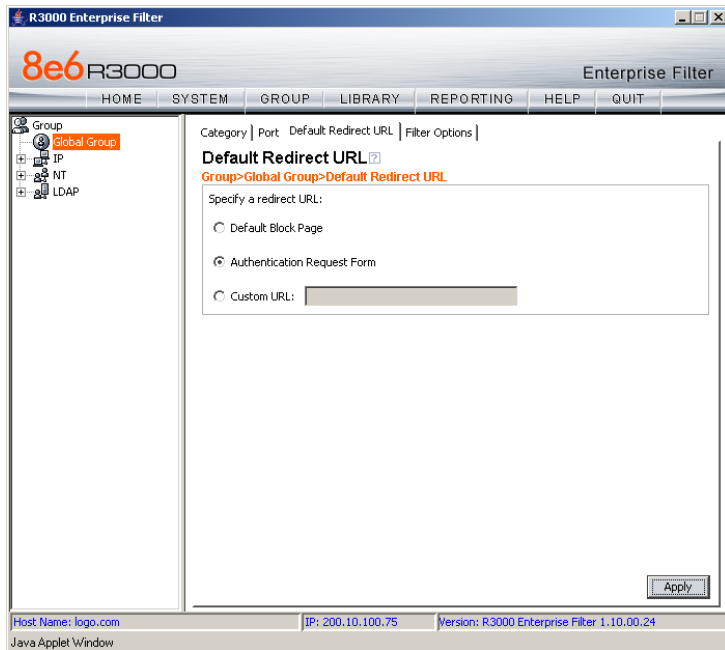 R3000 Enterprise Filter
8e6 R3000
Enterprise Filter
HOME SYSTEM GROUP LIBRARY REPORTING HELP QUIT
Group
Global Group
IP
NT
LDAP
Category Port Default Redirect URL Filter Options
Default Redirect URL ?
Group>Global Group>Default Redirect URL
Specify a redirect URL:
Default Block Page
Authentication Request Form
Custom URL:
Apply
Host Name: logo.com IP: 200.10.100.75 Version: R3000 Enterprise Filter 1.10.00.24
Java Applet Window